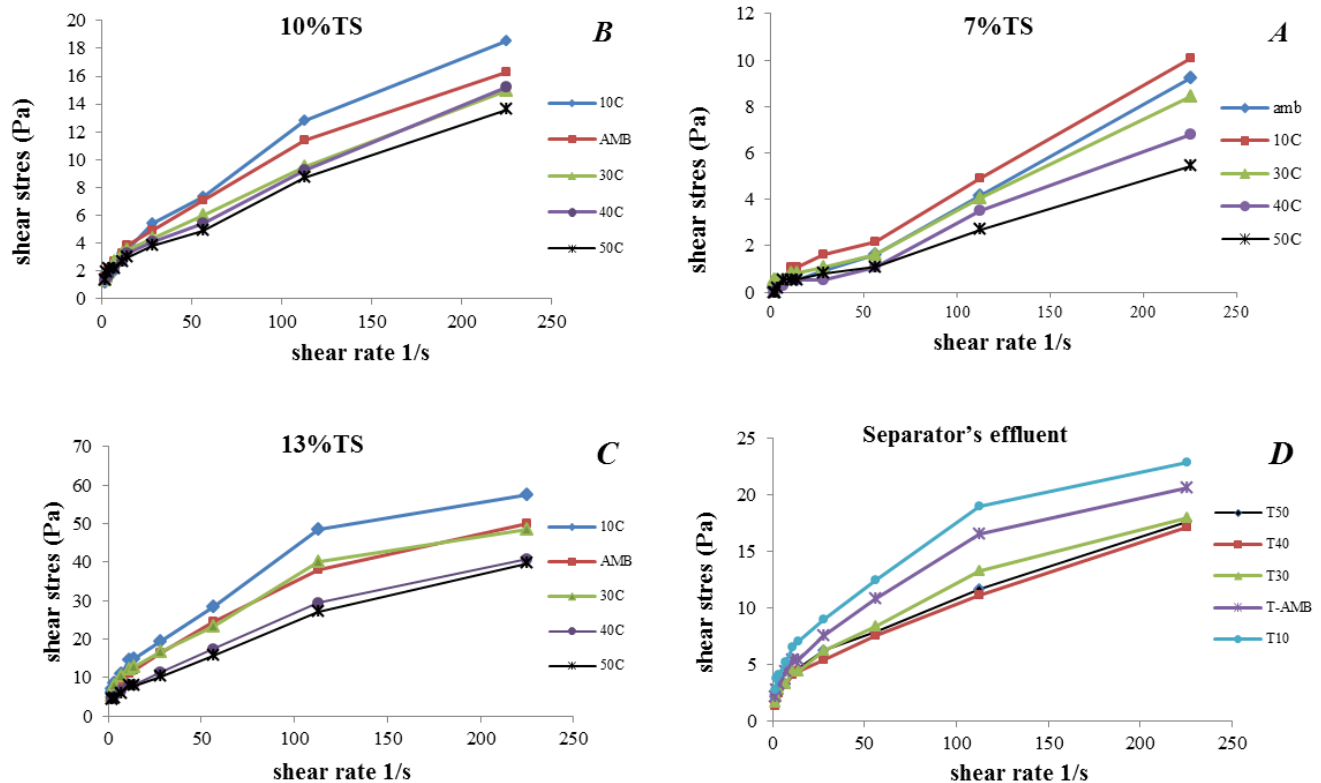 10%TS
B
20
18
16
14
12
10
8
6
4
2
0
shear stres (Pa)
0 50 100 150 200 250
shear rate 1/s
10C
AMB
30C
40C
50C
7%TS
A
12
10
8
6
4
2
0
shear stres (Pa)
0 50 100 150 200 250
shear rate 1/s
amb
10C
30C
40C
50C
13%TS
C
70
60
50
40
30
20
10
0
shear stres (Pa)
0 50 100 150 200 250
shear rate 1/s
10C
AMB
30C
40C
50C
Separator’s effluent
D
25
20
15
10
5
0
shear stres (Pa)
0 50 100 150 200 250
shear rate 1/s
T50
T40
T30
T-AMB
T10